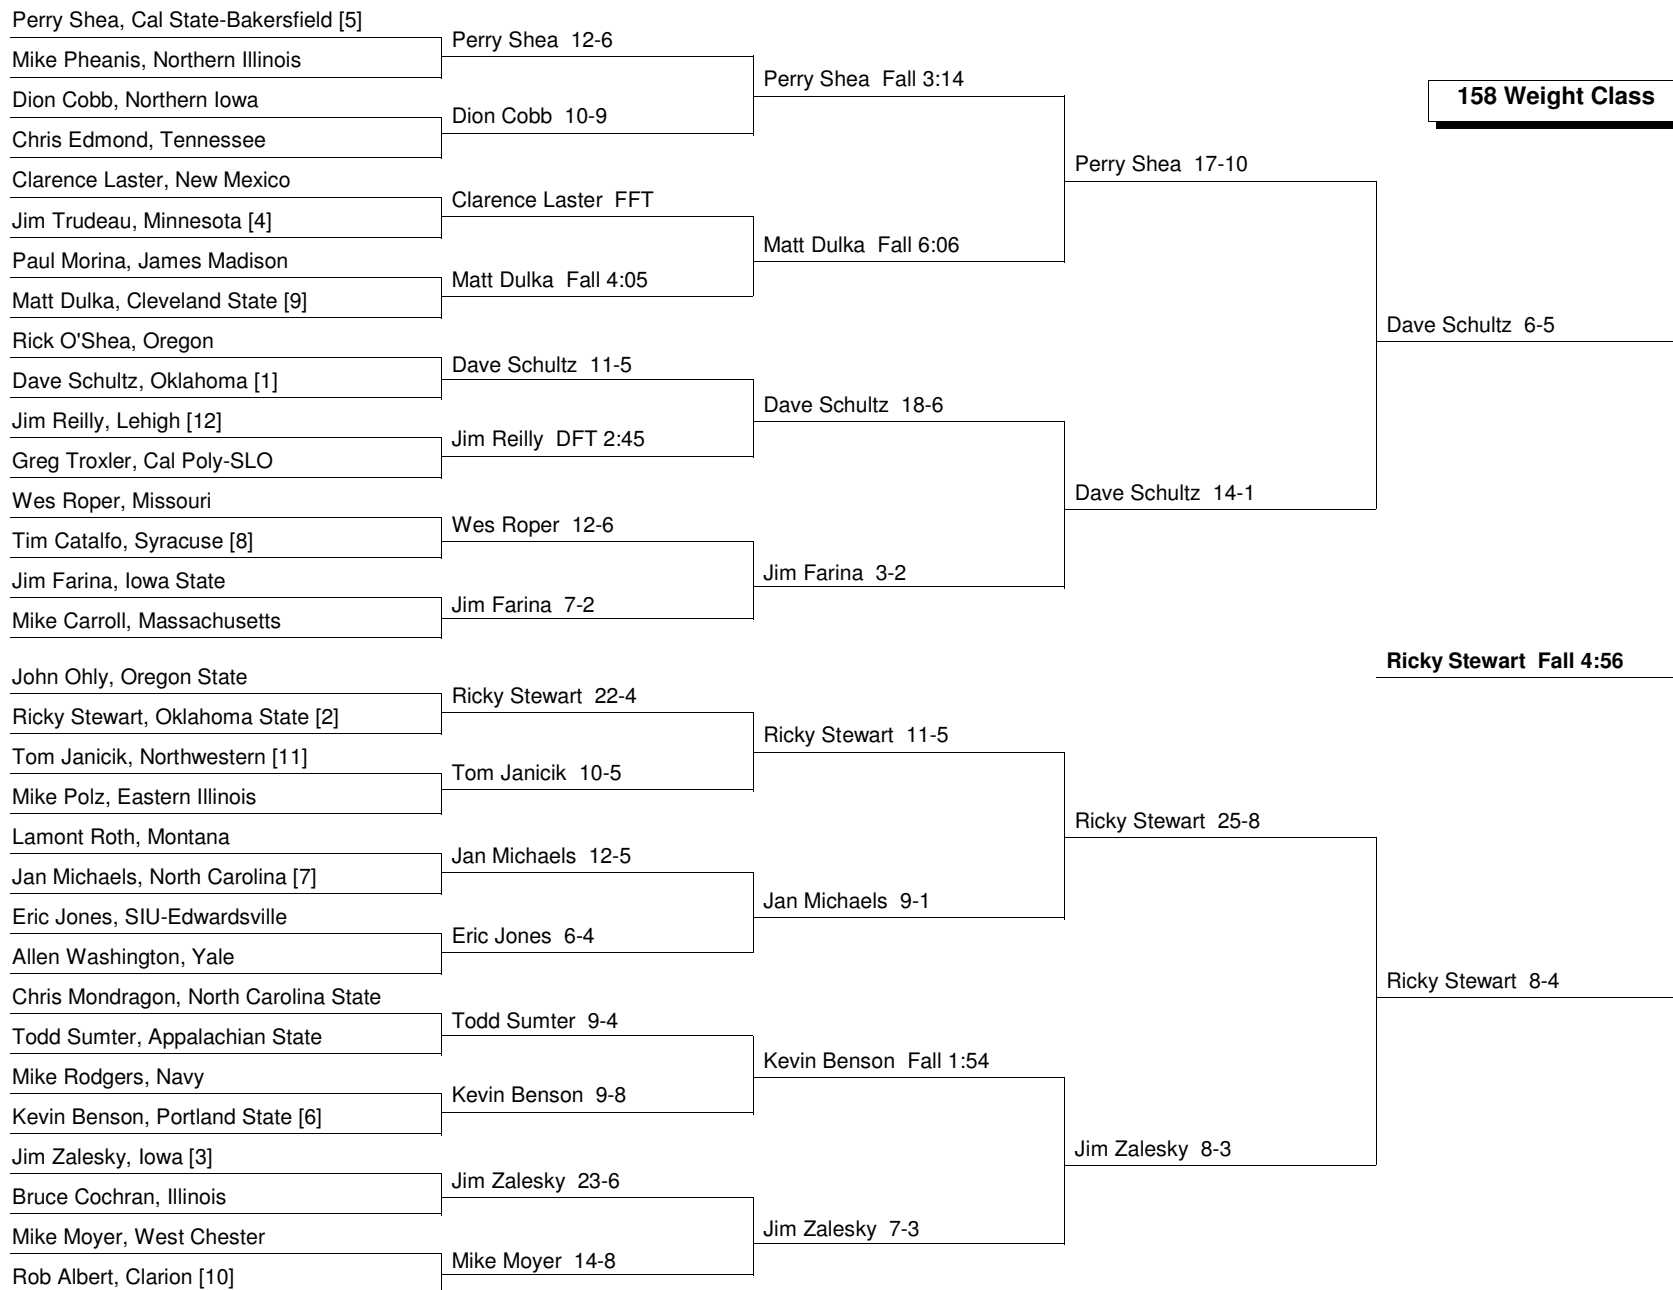 158 Weight Class
Perry Shea, Cal State-Bakersfield [5]
Mike Pheanis, Northern Illinois
Dion Cobb, Northern Iowa
Chris Edmond, Tennessee
Clarence Laster, New Mexico
Jim Trudeau, Minnesota [4]
Paul Morina, James Madison
Matt Dulka, Cleveland State [9]
Rick O'Shea, Oregon
Dave Schultz, Oklahoma [1]
Jim Reilly, Lehigh [12]
Greg Troxler, Cal Poly-SLO
Wes Roper, Missouri
Tim Catalfo, Syracuse [8]
Jim Farina, Iowa State
Mike Carroll, Massachusetts
John Ohly, Oregon State
Ricky Stewart, Oklahoma State [2]
Tom Janicik, Northwestern [11]
Mike Polz, Eastern Illinois
Lamont Roth, Montana
Jan Michaels, North Carolina [7]
Eric Jones, SIU-Edwardsville
Allen Washington, Yale
Chris Mondragon, North Carolina State
Todd Sumter, Appalachian State
Mike Rodgers, Navy
Kevin Benson, Portland State [6]
Jim Zalesky, Iowa [3]
Bruce Cochran, Illinois
Mike Moyer, West Chester
Rob Albert, Clarion [10]
Perry Shea 12-6
Dion Cobb 10-9
Clarence Laster FFT
Matt Dulka Fall 4:05
Dave Schultz 11-5
Jim Reilly DFT 2:45
Wes Roper 12-6
Jim Farina 7-2
Ricky Stewart 22-4
Tom Janicik 10-5
Jan Michaels 12-5
Eric Jones 6-4
Todd Sumter 9-4
Kevin Benson 9-8
Jim Zalesky 23-6
Mike Moyer 14-8
Perry Shea Fall 3:14
Matt Dulka Fall 6:06
Dave Schultz 18-6
Jim Farina 3-2
Ricky Stewart 11-5
Jan Michaels 9-1
Kevin Benson Fall 1:54
Jim Zalesky 7-3
Perry Shea 17-10
Dave Schultz 14-1
Ricky Stewart 25-8
Jim Zalesky 8-3
Dave Schultz 6-5
Ricky Stewart Fall 4:56
Ricky Stewart 8-4